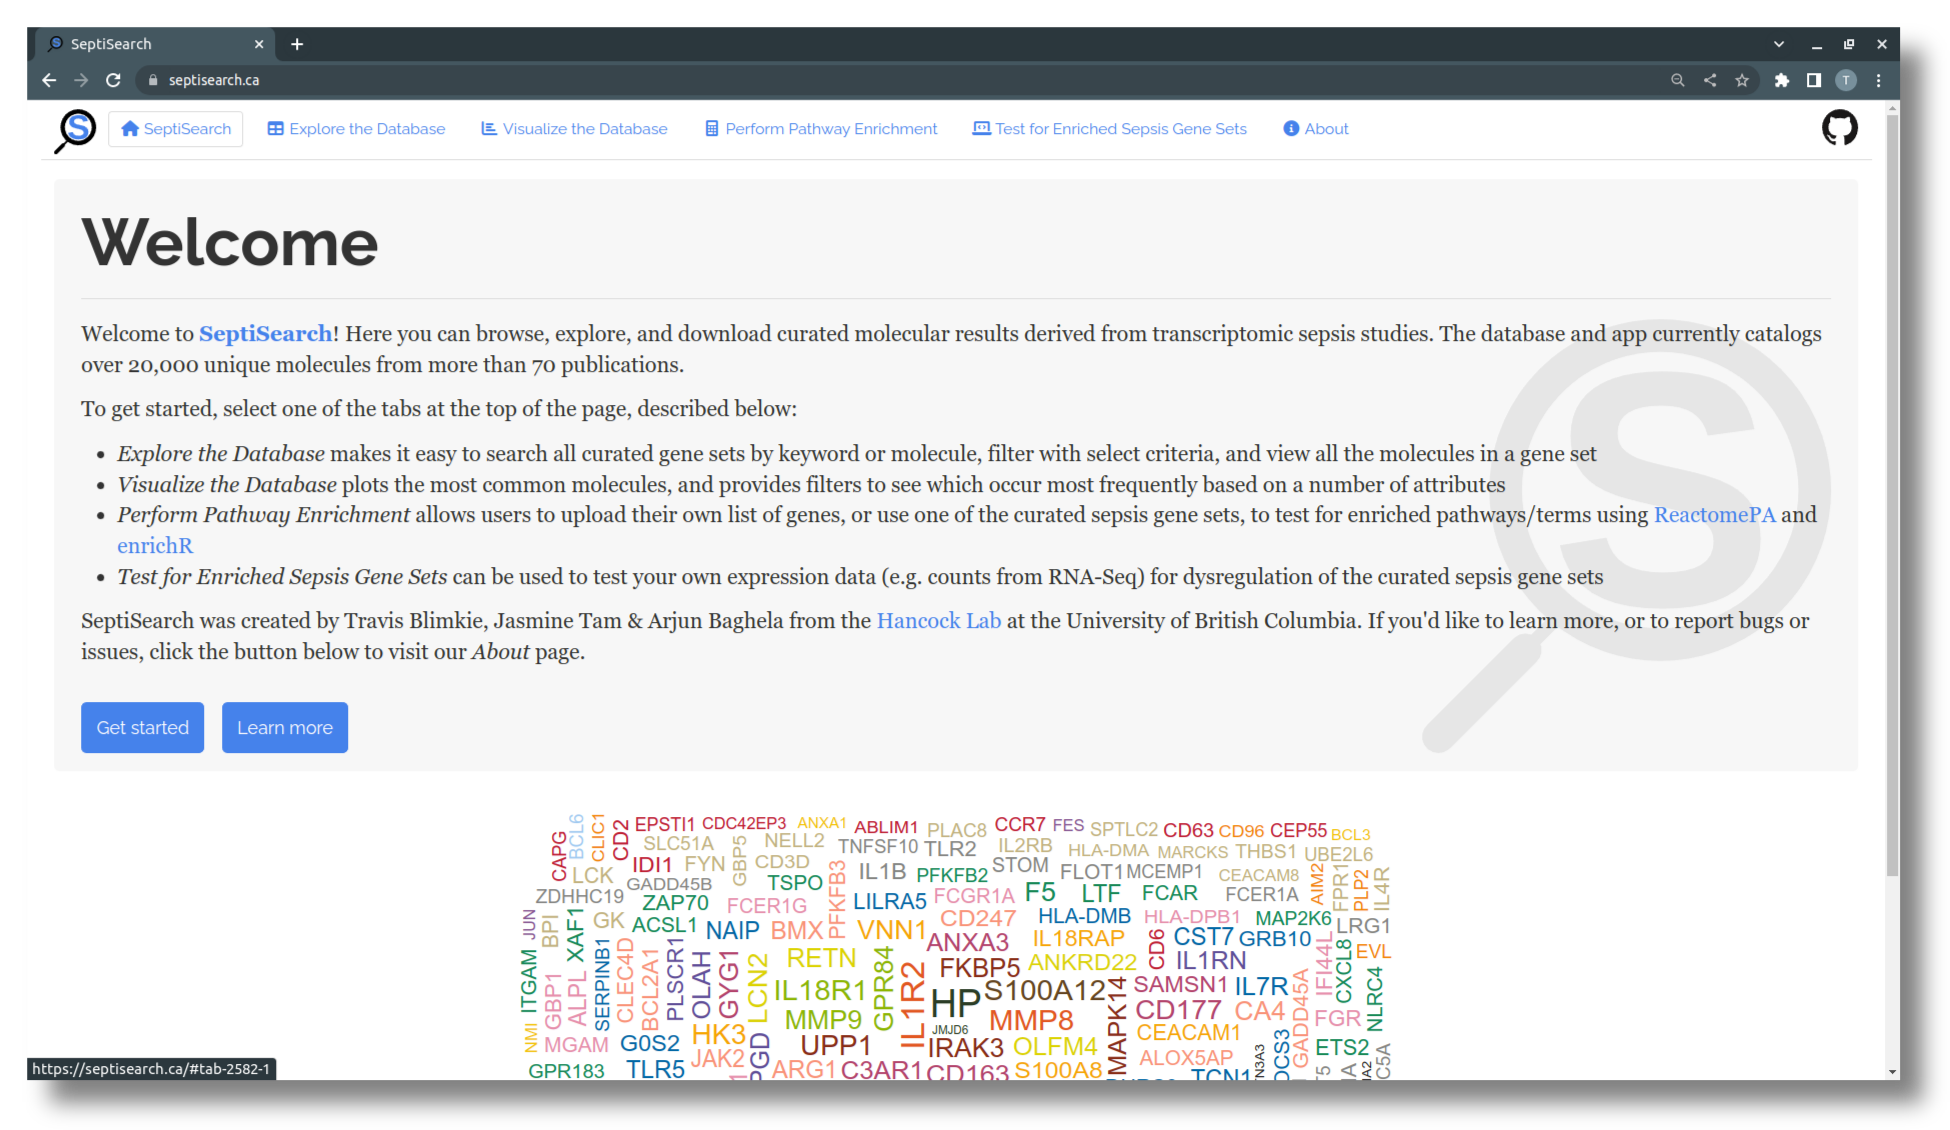 SeptiSearch
septisearch.ca
T
S SeptiSearch Explore the Database Visualize the Database Perform Pathway Enrichment Test for Enriched Sepsis Gene Sets About
Welcome
Welcome to SeptiSearch! Here you can browse, explore, and download curated molecular results derived from transcriptomic sepsis studies. The database and app currently catalogs
over 20,000 unique molecules from more than 70 publications.
To get started, select one of the tabs at the top of the page, described below:
• Explore the Database makes it easy to search all curated gene sets by keyword or molecule, filter with select criteria, and view all the molecules in a gene set
• Visualize the Database plots the most common molecules, and provides filters to see which occur most frequently based on a number of attributes
• Perform Pathway Enrichment allows users to upload their own list of genes, or use one of the curated sepsis gene sets, to test for enriched pathways/terms using ReactomePA and
enrichR
• Test for Enriched Sepsis Gene Sets can be used to test your own expression data (e.g. counts from RNA-Seq) for dysregulation of the curated sepsis gene sets
SeptiSearch was created by Travis Blimkie, Jasmine Tam & Arjun Baghela from the Hancock Lab at the University of British Columbia. If you'd like to learn more, or to report bugs or
issues, click the button below to visit our About page.
Get started Learn more
CAPG BCL6 CLIC1 CD2 EPSTI1 CDC42EP3 ANXA1 ABLIM1 PLAC8 CCR7 FES SPTLC2 CD63 CD96 CEP55 BCL3
SLC51A GBP5 NELL2 TNFSF10 TLR2 IL2RB HLA-DMA MARCKS THBS1 UBE2L6
LCK IDI1 FYN CD3D PFKFB3 IL1B PFKFB2 STOM FLOT1 MCEMP1 CEACAM8 AIM2 FPR1 PLP2 IL4R
ZDHHC19 GADD45B TSPO LILRA5 FCGR1A F5 LTF FCAR FCER1A
JUN BPI XAF1 GK ZAP70 FCER1G CD247 HLA-DMB HLA-DPB1 MAP2K6 LRG1
ACSL1 NAIP BMX VNN1 ANXA3 IL18RAP CD6 CST7 GRB10 IFI44L CXCL8 EVL
ITGAM GBP1 ALPL SERPINB1 CLEC4D BCL2A1 PLSCR1 OLAH GYG1 LCN2 RETN GPR84 IL1R2 FKBP5 ANKRD22 IL1RN
IL18R1 HP S100A12 MAPK14 SAMSN1 IL7R GADD45A NLRC4
MMP9 JMJD6 MMP8 CD177 CA4 FGR
NMI MGAM G0S2 HK3 PGD UPP1 IRAK3 OLFM4 CEACAM1 ETS2
JAK2 ALOX5AP C5A
GPR183 TLR5 ARG1 C3AR1 CD163 S100A8 TCN1
https://septisearch.ca/#tab-2582-1